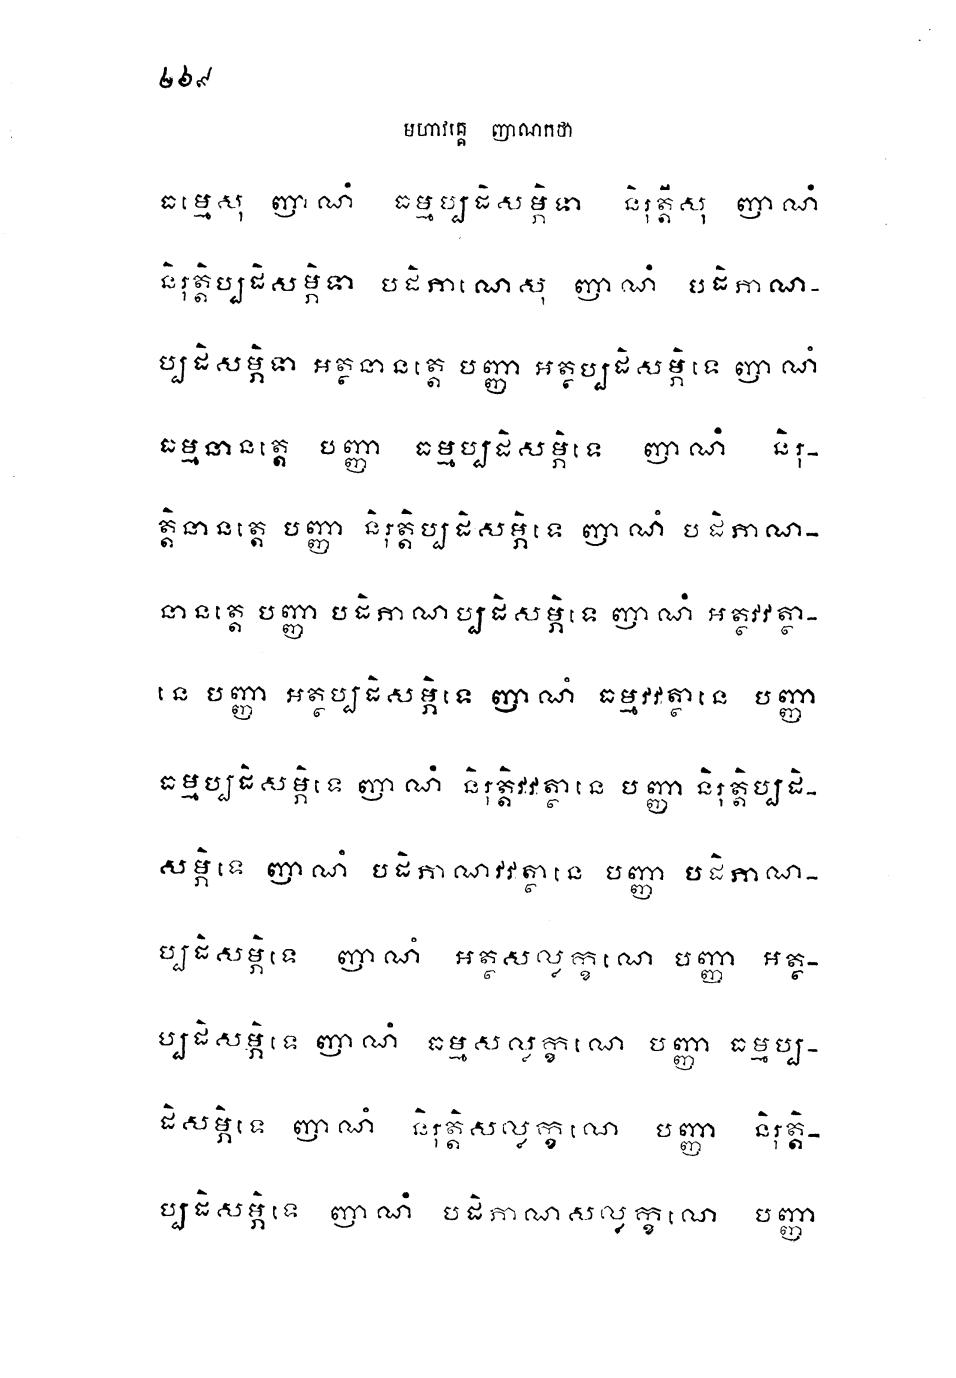 ២៦៩
មហាវគ្គេ ញាណកថា
ធម្មេសុ ញាណំ ធម្មប្បដិសម្ភិទា និរុត្តីសុ ញាណំ
និរុត្តិប្បដិសម្ភិទា បដិភាណេសុ ញាណំ បដិភាណ-
ប្បដិសម្ភិទា អត្ថនានត្តេ បញ្ញា អត្ថប្បដិសម្ភិទេ ញាណំ
ធម្មនានត្តេ បញ្ញា ធម្មប្បដិសម្ភិទេ ញាណំ និរុ-
ត្តិនានត្តេ បញ្ញា និរុត្តិប្បដិសម្ភិទេ ញាណំ បដិភាណ-
នានត្តេ បញ្ញា បដិភាណប្បដិសម្ភិទេ ញាណំ អត្ថវវត្ថា-
នេ បញ្ញា អត្ថប្បដិសម្ភិទេ ញាណំ ធម្មវវត្ថានេ បញ្ញា
ធម្មប្បដិសម្ភិទេ ញាណំ និរុត្តិវវត្ថានេ បញ្ញា និរុត្តិប្បដិ-
សម្ភិទេ ញាណំ បដិភាណវវត្ថានេ បញ្ញា បដិភាណ-
ប្បដិសម្ភិទេ ញាណំ អត្ថសល្លក្ខណេ បញ្ញា អត្ថ-
ប្បដិសម្ភិទេ ញាណំ ធម្មសល្លក្ខណេ បញ្ញា ធម្មប្ប-
ដិសម្ភិទេ ញាណំ និរុត្តិសល្លក្ខណេ បញ្ញា និរុត្តិ-
ប្បដិសម្ភិទេ ញាណំ បដិភាណសល្លក្ខណេ បញ្ញា